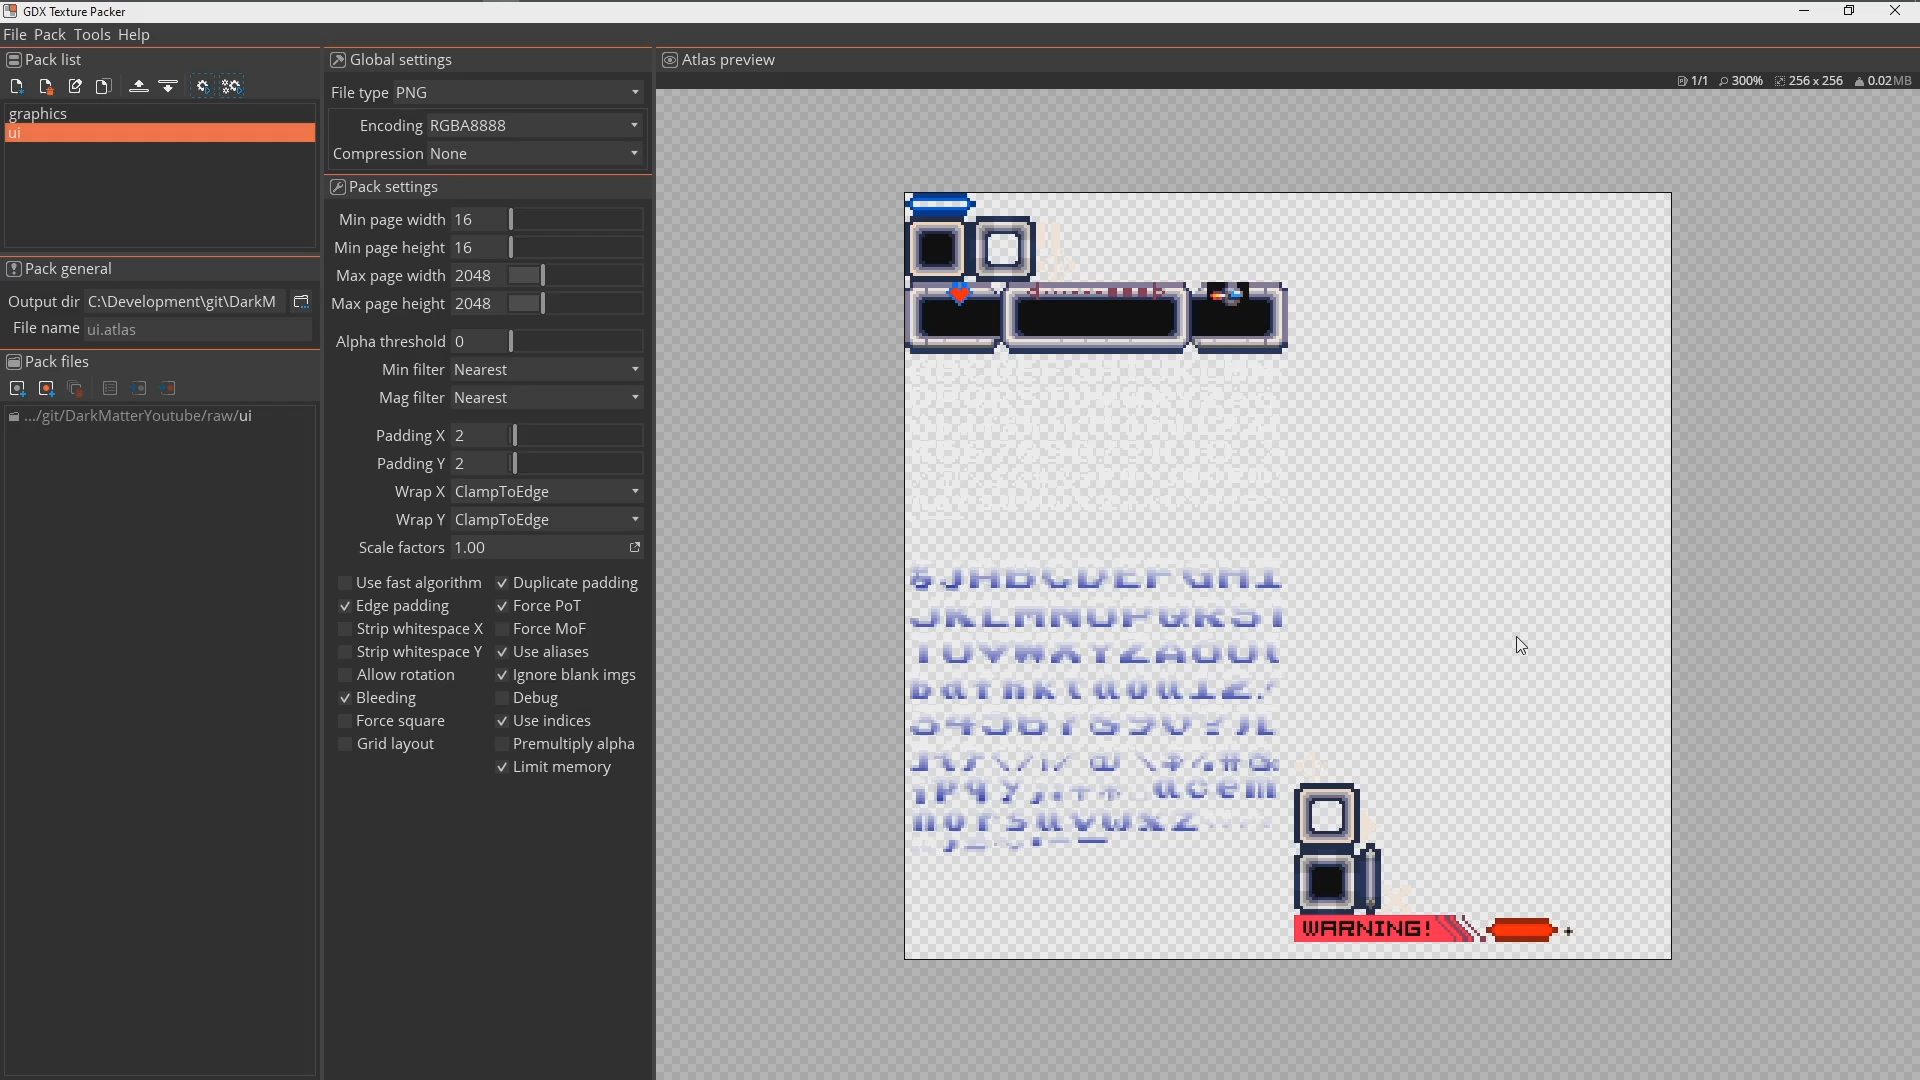 GDX Texture Packer
File Pack Tools Help
Pack list
graphics
ui
Pack general
Output dir C:\Development\git\DarkM
File name ui.atlas
Pack files
.../git/DarkMatterYoutube/raw/ui
Global settings
File type PNG
Encoding RGBA8888
Compression None
Pack settings
Min page width 16
Min page height 16
Max page width 2048
Max page height 2048
Alpha threshold 0
Min filter Nearest
Mag filter Nearest
Padding X 2
Padding Y 2
Wrap X ClampToEdge
Wrap Y ClampToEdge
Scale factors 1.00
Use fast algorithm Duplicate padding
Edge padding Force PoT
Strip whitespace X Force MoF
Strip whitespace Y Use aliases
Allow rotation Ignore blank imgs
Bleeding Debug
Force square Use indices
Grid layout Premultiply alpha
Limit memory
Atlas preview
1/1 300% 256 x 256 0.02MB
WARNING!